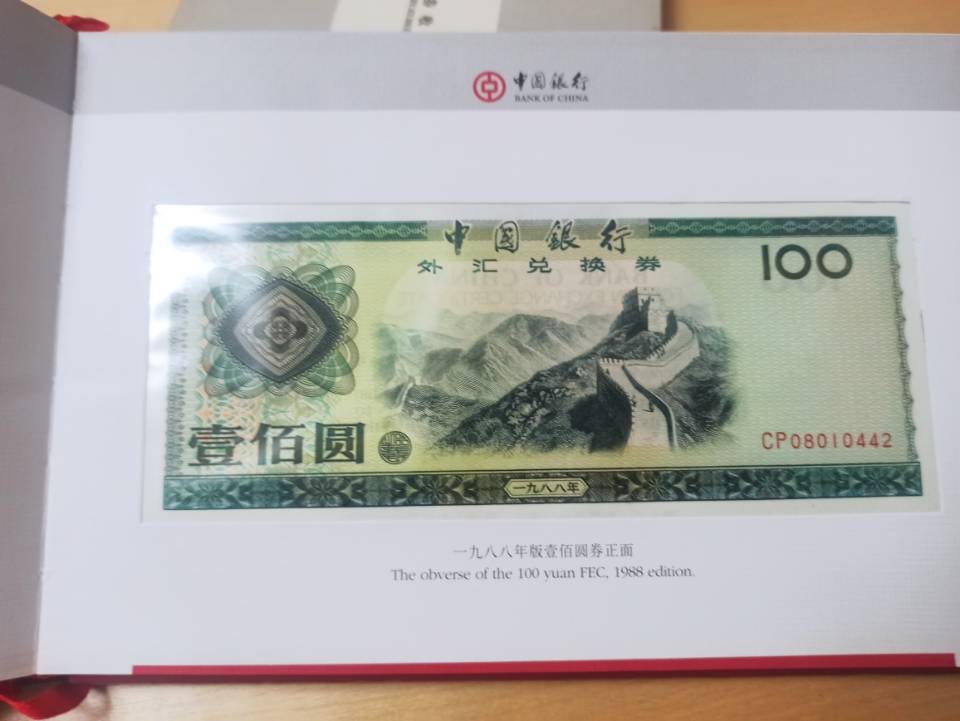 中国银行
BANK OF CHINA
中國銀行
外汇兑换券
100
壹佰圆
CP08010442
一九八八年
一九八八年版壹佰圆券正面
The obverse of the 100 yuan FEC, 1988 edition.